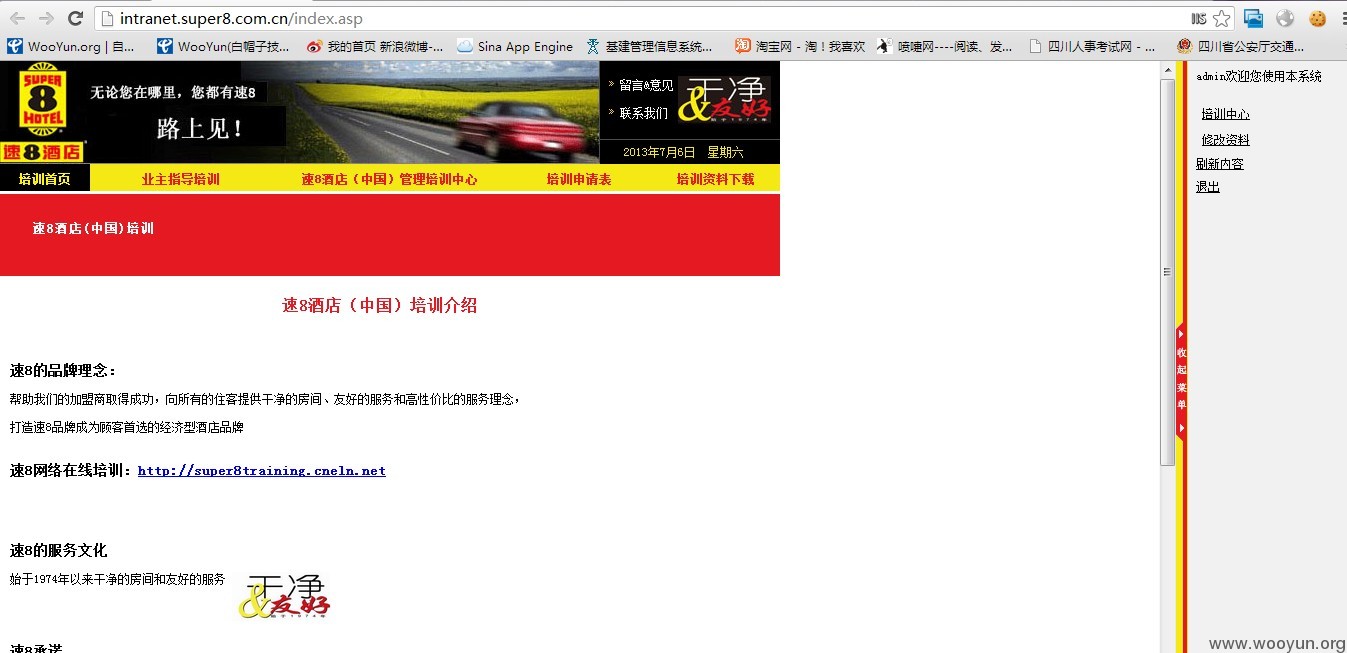 intranet.super8.com.cn/index.asp
IIS
WooYun.org | 自...
WooYun(白帽子技...
我的首页 新浪微博-...
Sina App Engine
基建管理信息系统...
淘宝网 - 淘！我喜欢
喷嚏网----阅读、发...
四川人事考试网 - ...
四川省公安厅交通...
SUPER
8
HOTEL
速8酒店
无论您在哪里，您都有速8
路上见！
» 留言&意见
» 联系我们
干净
&友好
2013年7月6日 星期六
培训首页
业主指导培训
速8酒店（中国）管理培训中心
培训申请表
培训资料下载
速8酒店(中国)培训
速8酒店（中国）培训介绍
速8的品牌理念：
帮助我们的加盟商取得成功，向所有的住客提供干净的房间、友好的服务和高性价比的服务理念，
打造速8品牌成为顾客首选的经济型酒店品牌
速8网络在线培训：http://super8training.cneln.net
速8的服务文化
始于1974年以来干净的房间和友好的服务
干净
&友好
速8承诺
收起菜单
admin欢迎您使用本系统
培训中心
修改资料
刷新内容
退出
www.wooyun.org